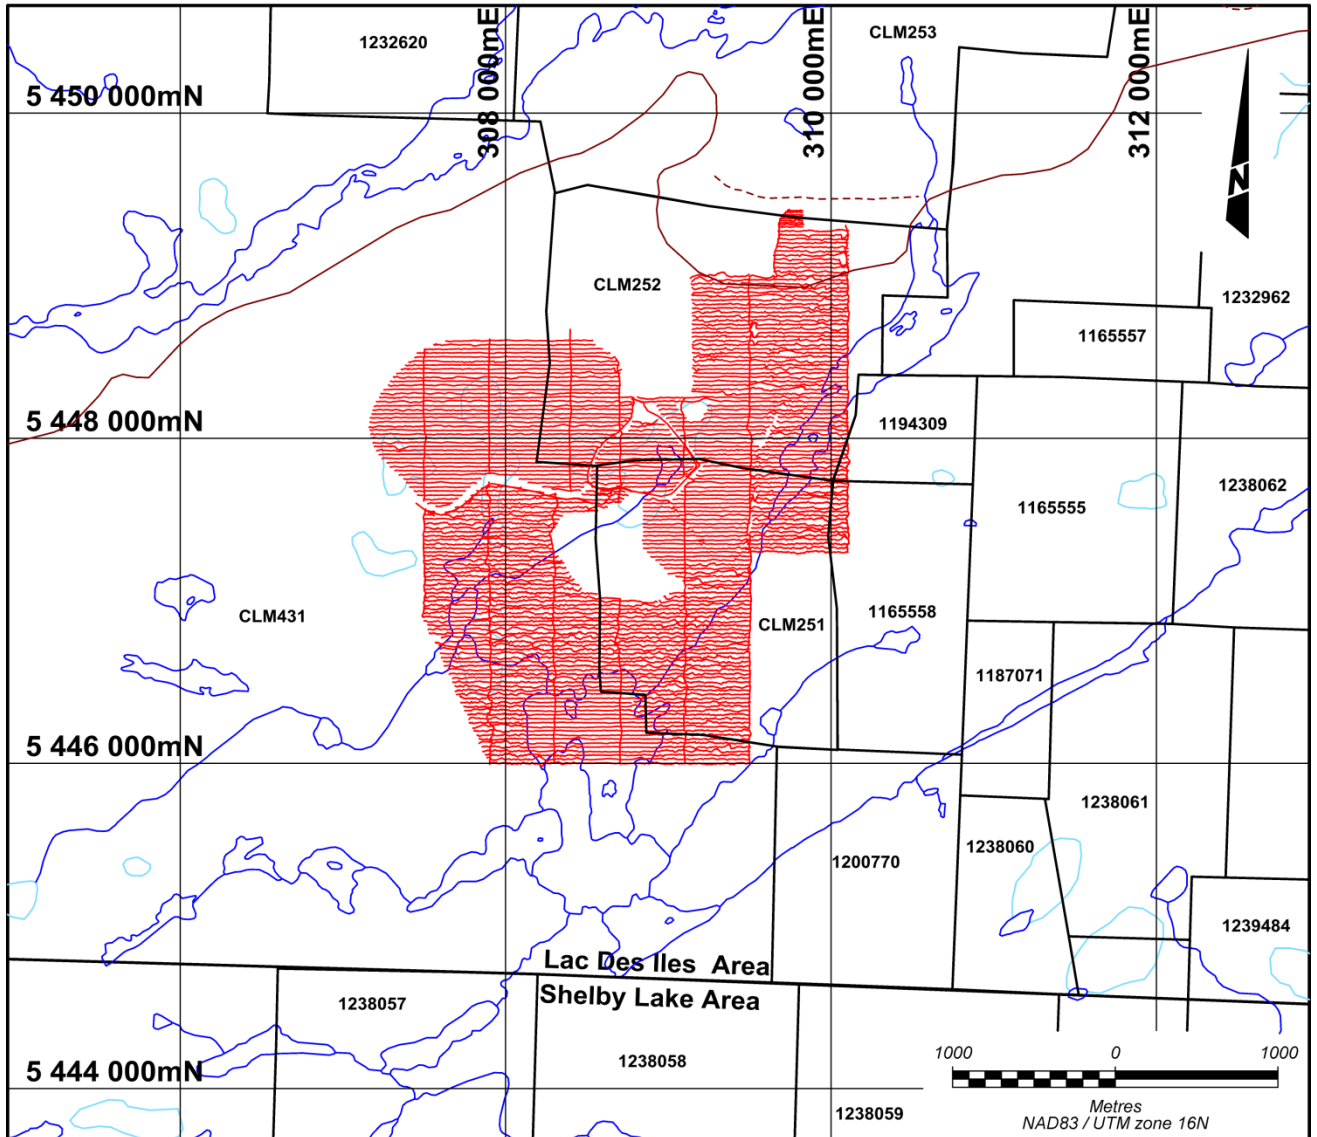 1232620
308 000mE
310 000mE
CLM253
312 000mE
5 450 000mN
N
CLM252
1232962
1165557
5 448 000mN
1194309
1238062
1165555
CLM431
1165558
CLM251
1187071
5 446 000mN
1238061
1238060
1200770
1239484
Lac Des Iles Area
Shelby Lake Area
1238057
1238058
1000 0 1000
5 444 000mN
1238059
Metres
NAD83 / UTM zone 16N